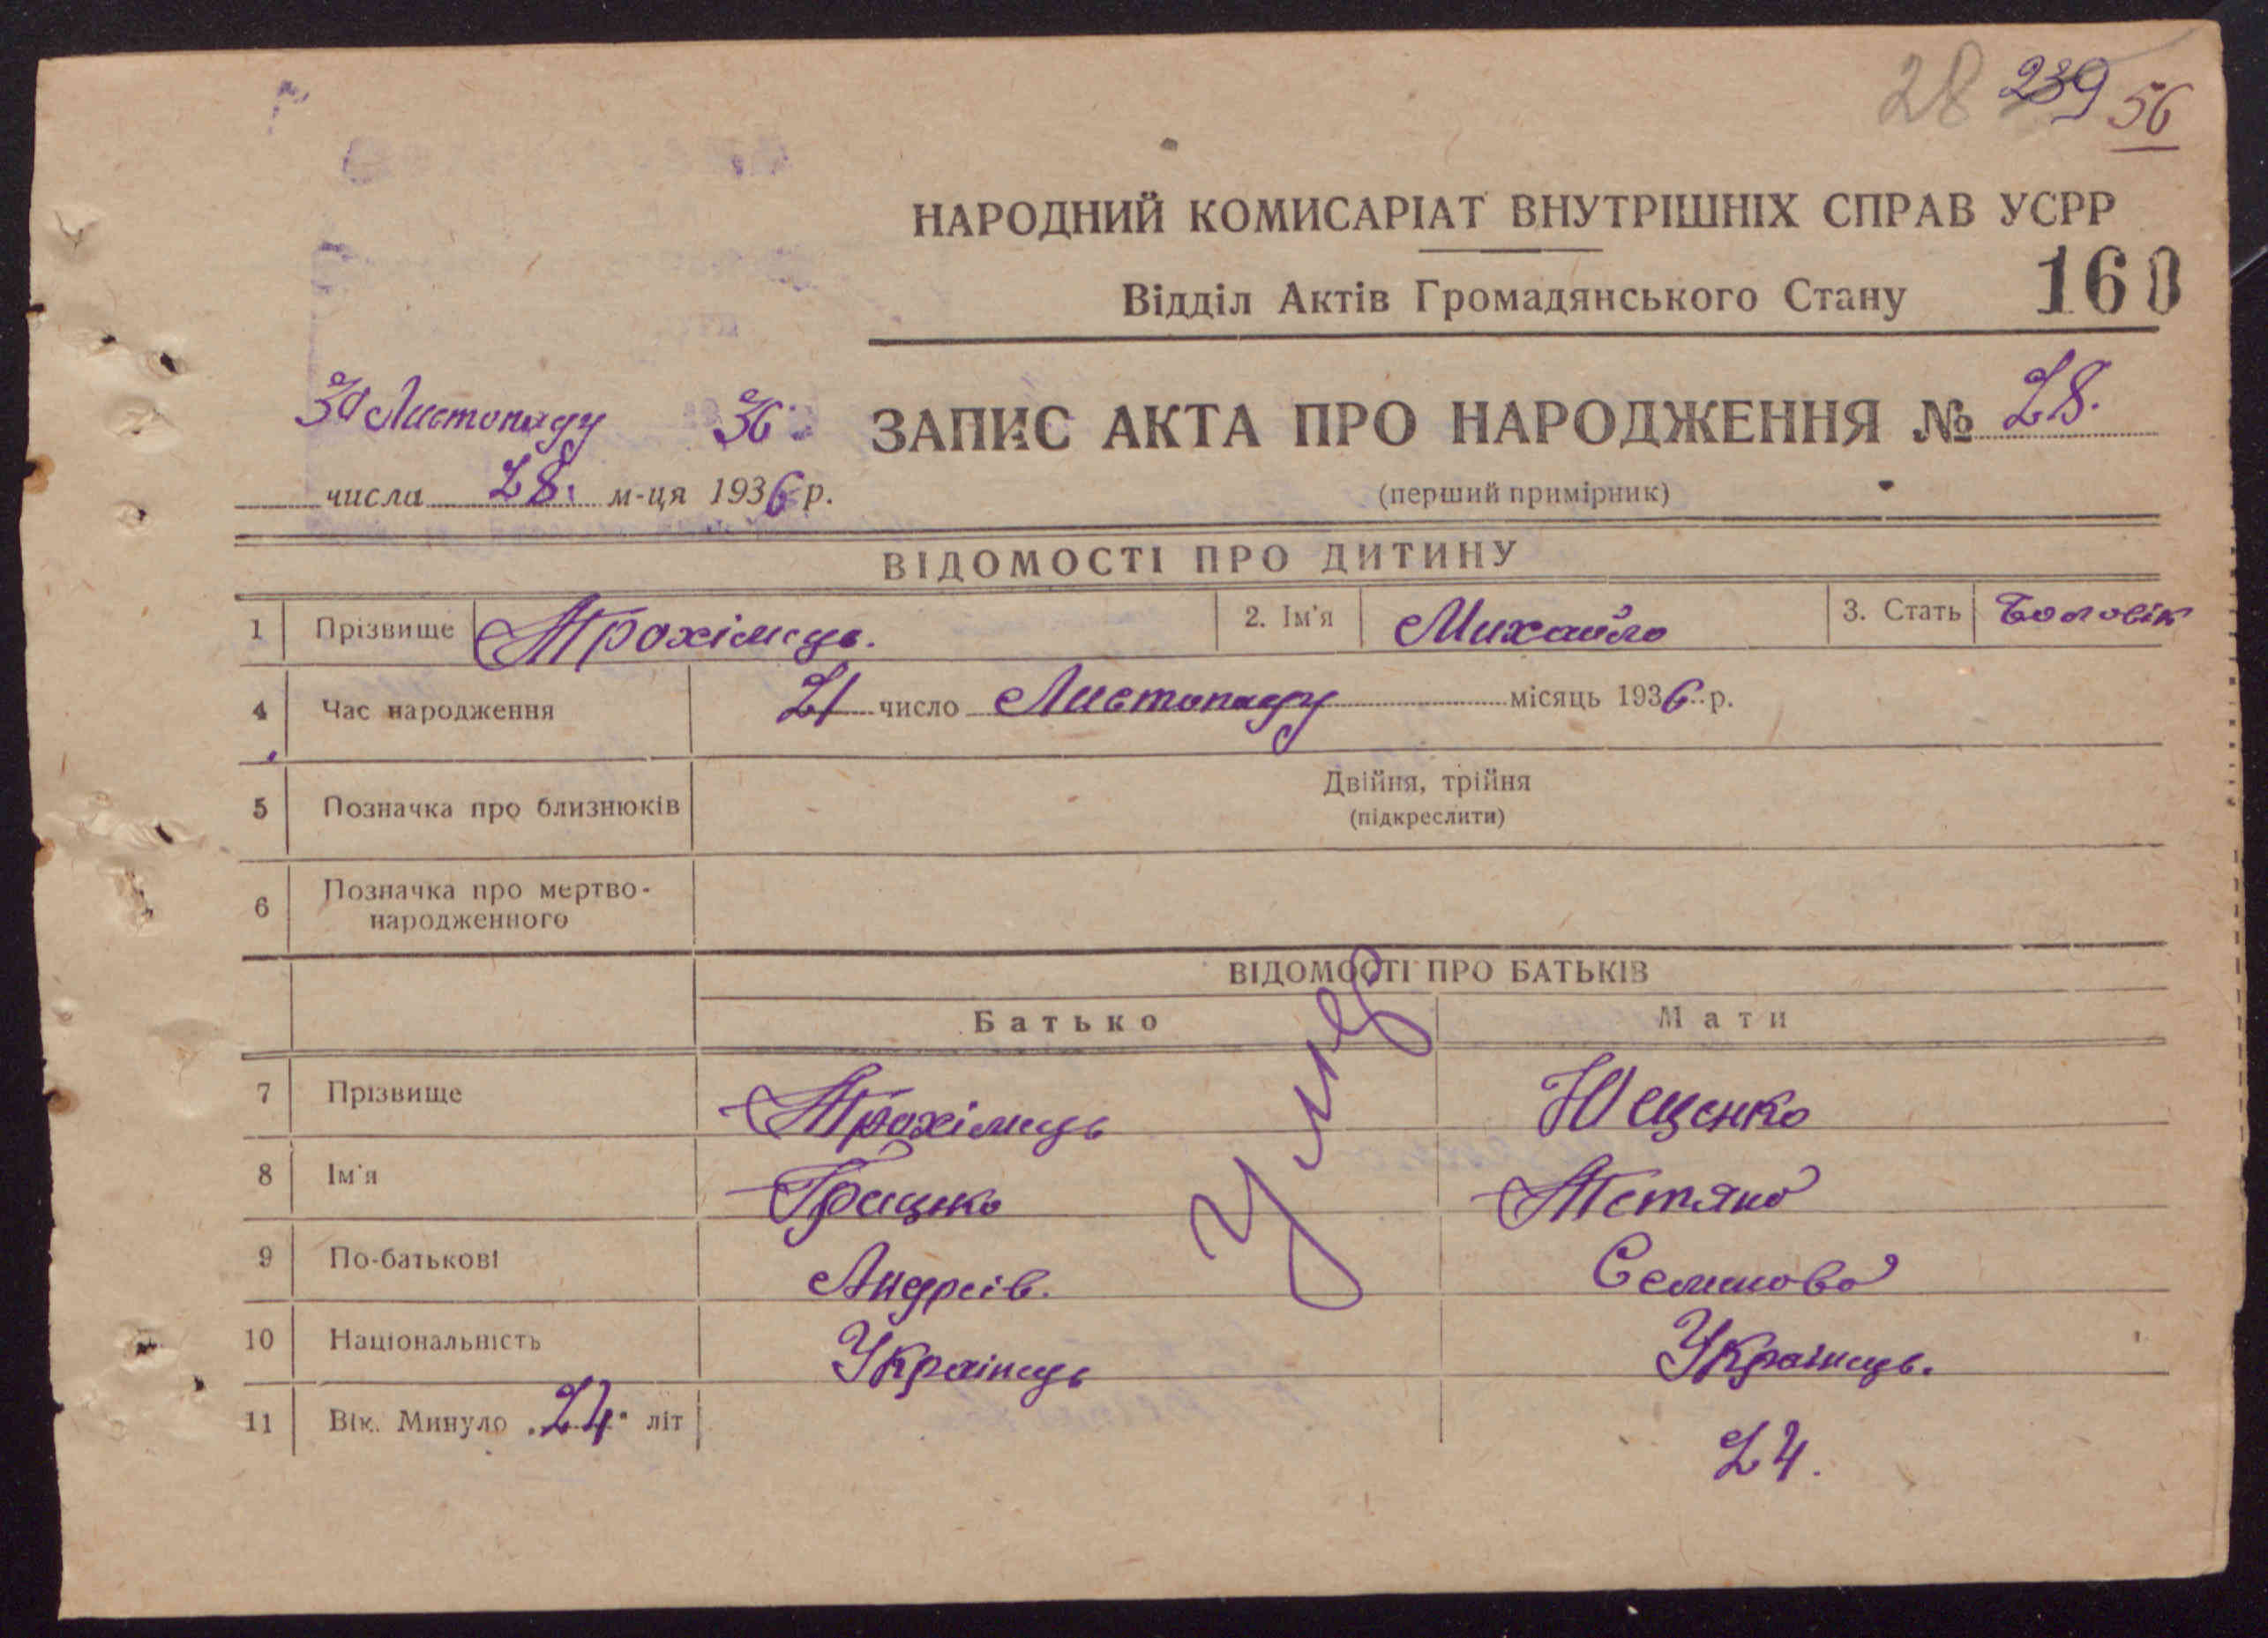 28 239 56
НАРОДНИЙ КОМИСАРІАТ ВНУТРІШНІХ СПРАВ УСРР
Відділ Актів Громадянського Стану 160
30 Листопаду 36
ЗАПИС АКТА ПРО НАРОДЖЕННЯ № 28.
числа 28. м-ця 1936 р.
(перший примірник)
ВІДОМОСТІ ПРО ДИТИНУ
1 Прізвище Трохімець. 2. Ім'я Михайло 3. Стать Чоловік
4 Час народження 21 число Листопаду місяць 1936 р.
5 Позначка про близнюків Двійня, трійня
(підкреслити)
6 Позначка про мертво-
народженного
ВІДОМОСТІ ПРО БАТЬКІВ
Батько Мати
7 Прізвище Трохімець Ющенко
8 Ім'я Грицько Тетяна
9 По-батькові Андреів. Семинова
10 Національність Українець Українець.
11 Вік. Минуло 24 літ 24.